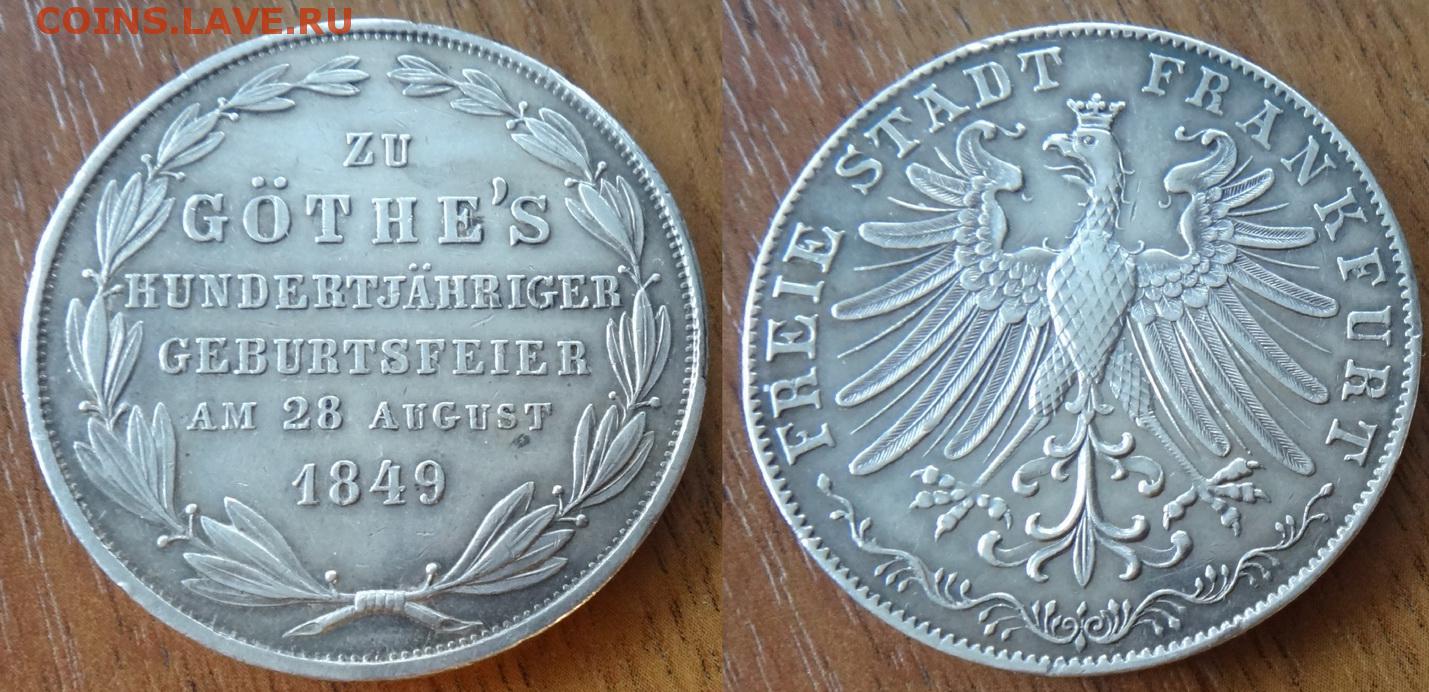 COINS.LAVE.RU
ZU
GÖTHE'S
HUNDERTJÄHRIGER
GEBURTSFEIER
AM 28 AUGUST
1849
FREIE STADT FRANKFURT